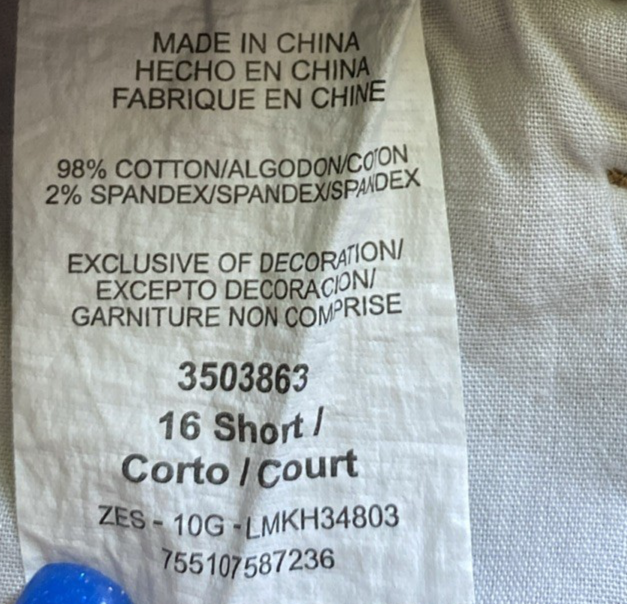 MADE IN CHINA
HECHO EN CHINA
FABRIQUE EN CHINE
98% COTTON/ALGODON/COTON
2% SPANDEX/SPANDEX/SPANDEX
EXCLUSIVE OF DECORATION/
EXCEPTO DECORACION/
GARNITURE NON COMPRISE
3503863
16 Short /
Corto / Court
ZES - 10G -LMKH34803
755107587236